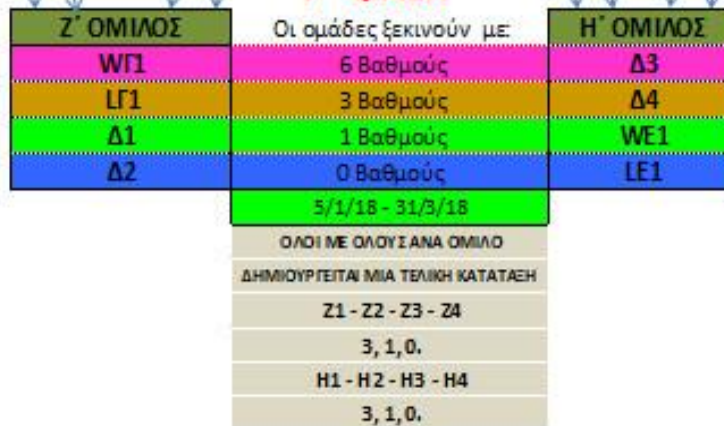 Ζ΄ ΟΜΙΛΟΣ Οι ομάδες ξεκινούν με: Η΄ ΟΜΙΛΟΣ
WΓ1 6 Βαθμούς Δ3
LΓ1 3 Βαθμούς Δ4
Δ1 1 Βαθμούς WE1
Δ2 0 Βαθμούς LE1
5/1/18 - 31/3/18
ΟΛΟΙ ΜΕ ΟΛΟΥΣ ΑΝΑ ΟΜΙΛΟ
ΔΗΜΙΟΥΡΓΕΙΤΑΙ ΜΙΑ ΤΕΛΙΚΗ ΚΑΤΑΤΑΞΗ
Ζ1 - Ζ2 - Ζ3 - Ζ4
3, 1, 0.
Η1 - Η2 - Η3 - Η4
3, 1, 0.